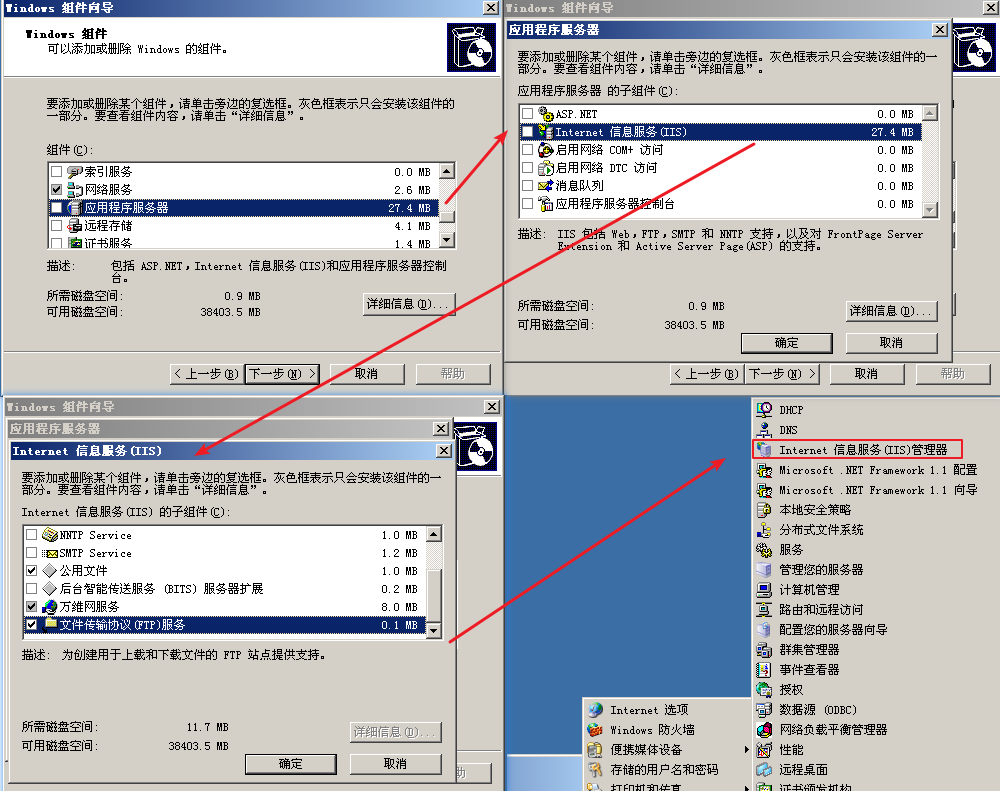 Windows 组件向导
Windows 组件
可以添加或删除 Windows 的组件。
要添加或删除某个组件，请单击旁边的复选框。灰色框表示只会安装该组件的
一部分。要查看组件内容，请单击“详细信息”。
组件(C):
索引服务 0.0 MB
网络服务 2.6 MB
应用程序服务器 27.4 MB
远程存储 4.1 MB
证书服务 1.4 MB
描述: 包括 ASP.NET，Internet 信息服务(IIS)和应用程序服务器控制
台。
所需磁盘空间: 0.9 MB
可用磁盘空间: 38403.5 MB
详细信息(D)...
< 上一步(B) 下一步(N) > 取消 帮助
Windows 组件向导
应用程序服务器
要添加或删除某个组件，请单击旁边的复选框。灰色框表示只会安装该组件的一
部分。要查看组件内容，请单击“详细信息”。
应用程序服务器 的子组件(C):
ASP.NET 0.0 MB
Internet 信息服务(IIS) 27.4 MB
启用网络 COM+ 访问 0.0 MB
启用网络 DTC 访问 0.0 MB
消息队列 0.0 MB
应用程序服务器控制台 0.0 MB
描述: IIS 包括 Web，FTP，SMTP 和 NNTP 支持，以及对 FrontPage Server
Extension 和 Active Server Page(ASP) 的支持。
所需磁盘空间: 0.9 MB
可用磁盘空间: 38403.5 MB
详细信息(D)...
确定 取消
< 上一步(B) 下一步(N) > 取消 帮助
Windows 组件向导
应用程序服务器
Internet 信息服务(IIS)
要添加或删除某个组件，请单击旁边的复选框。灰色框表示只会安装该组件的一
部分。要查看组件内容，请单击“详细信息”。
Internet 信息服务(IIS) 的子组件(C):
NNTP Service 1.0 MB
SMTP Service 1.2 MB
公用文件 1.0 MB
后台智能传送服务 (BITS) 服务器扩展 0.2 MB
万维网服务 8.0 MB
文件传输协议(FTP)服务 0.1 MB
描述: 为创建用于上载和下载文件的 FTP 站点提供支持。
所需磁盘空间: 11.7 MB
可用磁盘空间: 38403.5 MB
详细信息(D)...
确定 取消
助
DHCP
DNS
Internet 信息服务(IIS)管理器
Microsoft .NET Framework 1.1 配置
Microsoft .NET Framework 1.1 向导
本地安全策略
分布式文件系统
服务
管理您的服务器
计算机管理
路由和远程访问
配置您的服务器向导
群集管理器
事件查看器
授权
数据源 (ODBC)
网络负载平衡管理器
性能
远程桌面
证书颁发机构
Internet 选项
Windows 防火墙
便携媒体设备
存储的用户名和密码
打印机和传真